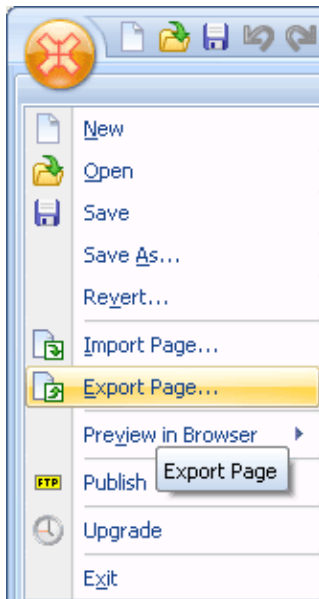 New
Open
Save
Save As...
Revert...
Import Page...
Export Page...
Preview in Browser
Export Page
FTP Publish
Upgrade
Exit